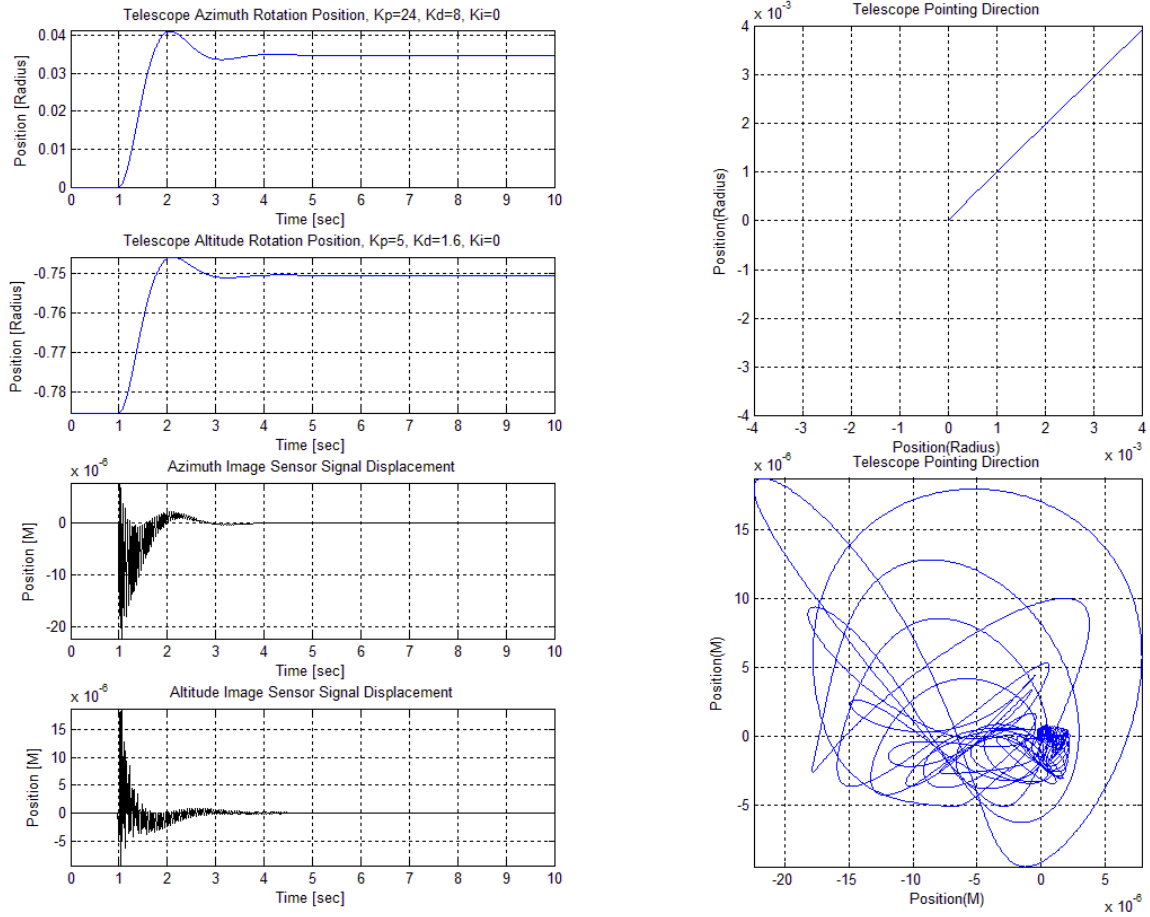 Telescope Azimuth Rotation Position, Kp=24, Kd=8, Ki=0
0.04
0.03
0.02
0.01
0
Position [Radius]
0 1 2 3 4 5 6 7 8 9 10
Time [sec]
Telescope Altitude Rotation Position, Kp=5, Kd=1.6, Ki=0
-0.75
-0.76
-0.77
-0.78
Position [Radius]
0 1 2 3 4 5 6 7 8 9 10
Time [sec]
x 10^-6
Azimuth Image Sensor Signal Displacement
0
-10
-20
Position [M]
0 1 2 3 4 5 6 7 8 9 10
Time [sec]
x 10^-6
Altitude Image Sensor Signal Displacement
15
10
5
0
-5
Position [M]
0 1 2 3 4 5 6 7 8 9 10
Time [sec]
x 10^-3
Telescope Pointing Direction
4
3
2
1
0
-1
-2
-3
-4
Position(Radius)
-4 -3 -2 -1 0 1 2 3 4
Position(Radius)
x 10^-3
x 10^-6
Telescope Pointing Direction
15
10
5
0
-5
Position(M)
-20 -15 -10 -5 0 5
Position(M)
x 10^-6